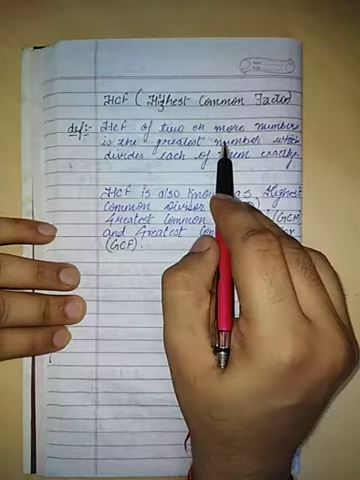 HCF ( Highest Common Factor)
def:- HCF of two or more number
is the greatest number which
divides each of them exactly.
HCF is also known as Highest
Common Divisor
Greatest Common (GCM)
and Greatest
(GCF).